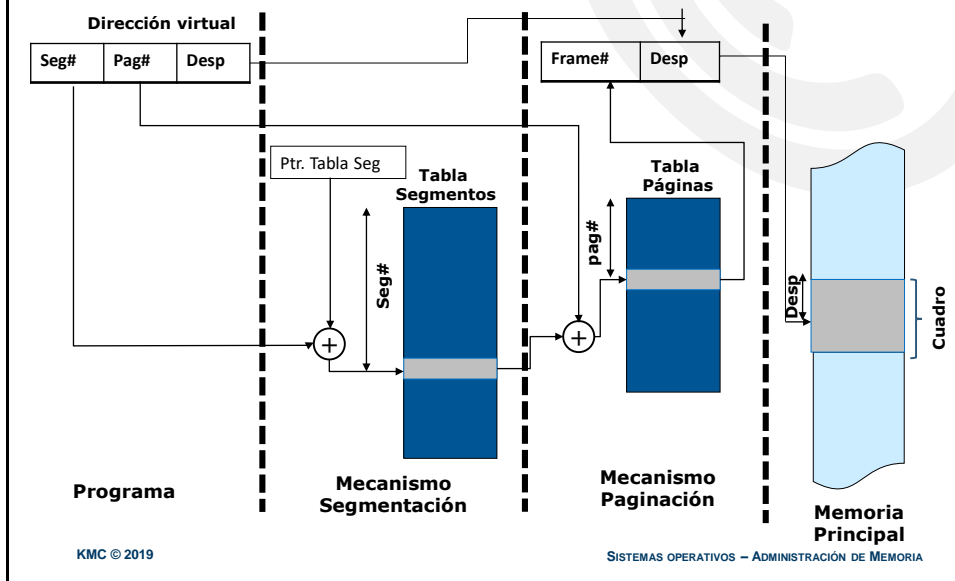 Dirección virtual
Seg# Pag# Desp
Frame# Desp
Ptr. Tabla Seg
Tabla
Segmentos
Seg#
+
Tabla
Páginas
pag#
+
Desp
Cuadro
Programa
Mecanismo
Segmentación
Mecanismo
Paginación
Memoria
Principal
KMC © 2019
SISTEMAS OPERATIVOS – ADMINISTRACIÓN DE MEMORIA